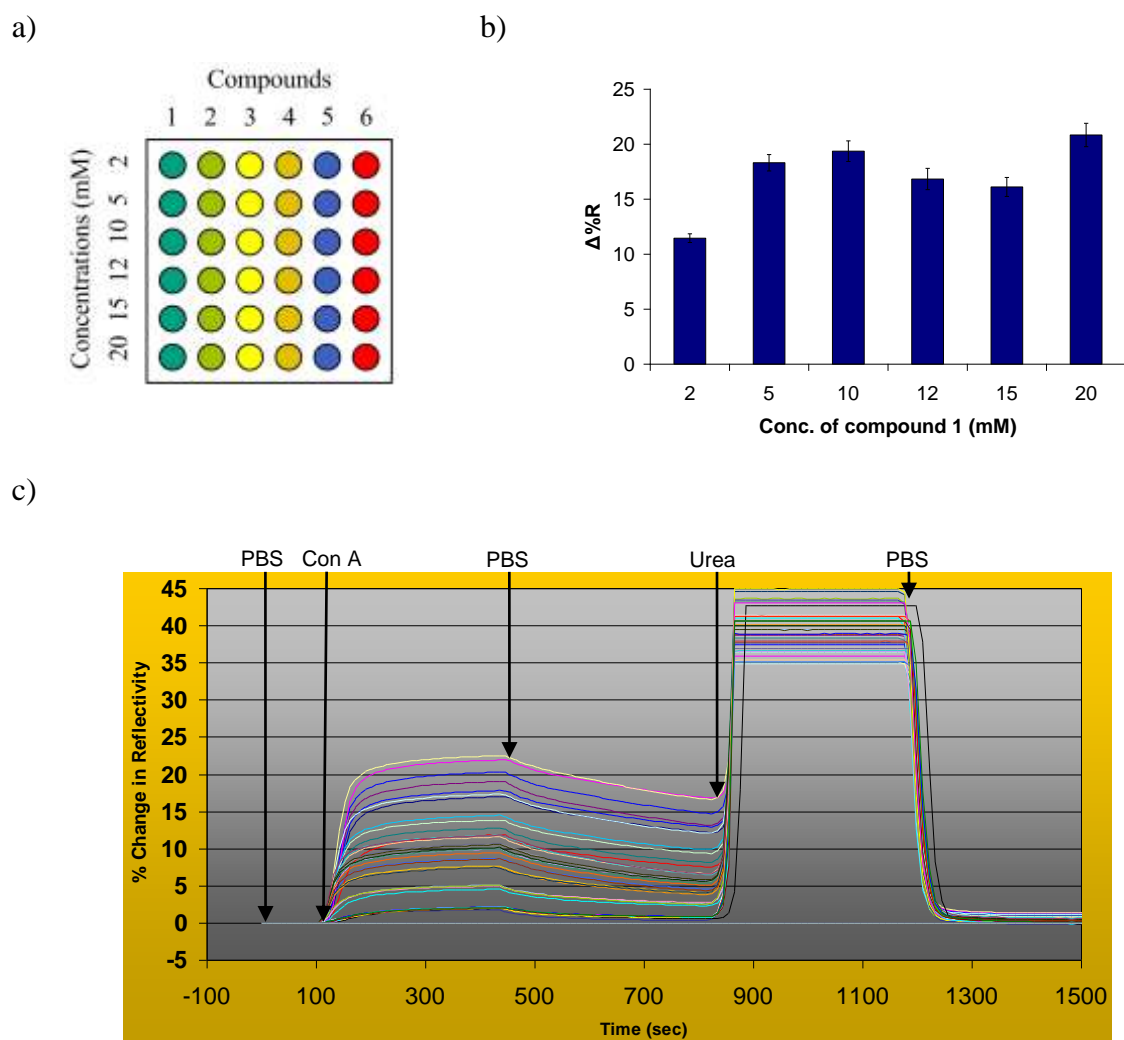 a)
b)
Compounds
1 2 3 4 5 6
Concentrations (mM)
2
5
10
12
15
20
Δ%R
25
20
15
10
5
0
2 5 10 12 15 20
Conc. of compound 1 (mM)
c)
PBS Con A PBS Urea PBS
% Change in Reflectivity
45
40
35
30
25
20
15
10
5
0
-5
-100 100 300 500 700 900 1100 1300 1500
Time (sec)